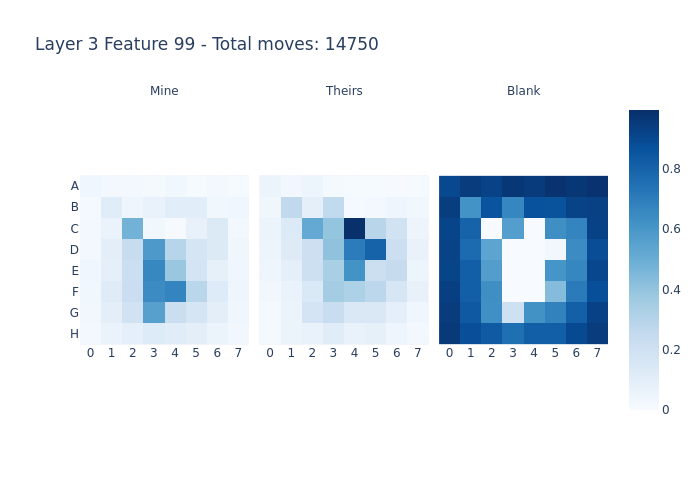 Layer 3 Feature 99 - Total moves: 14750
Mine Theirs Blank
A
B
C
D
E
F
G
H
0 1 2 3 4 5 6 7 0 1 2 3 4 5 6 7 0 1 2 3 4 5 6 7
0.8
0.6
0.4
0.2
0